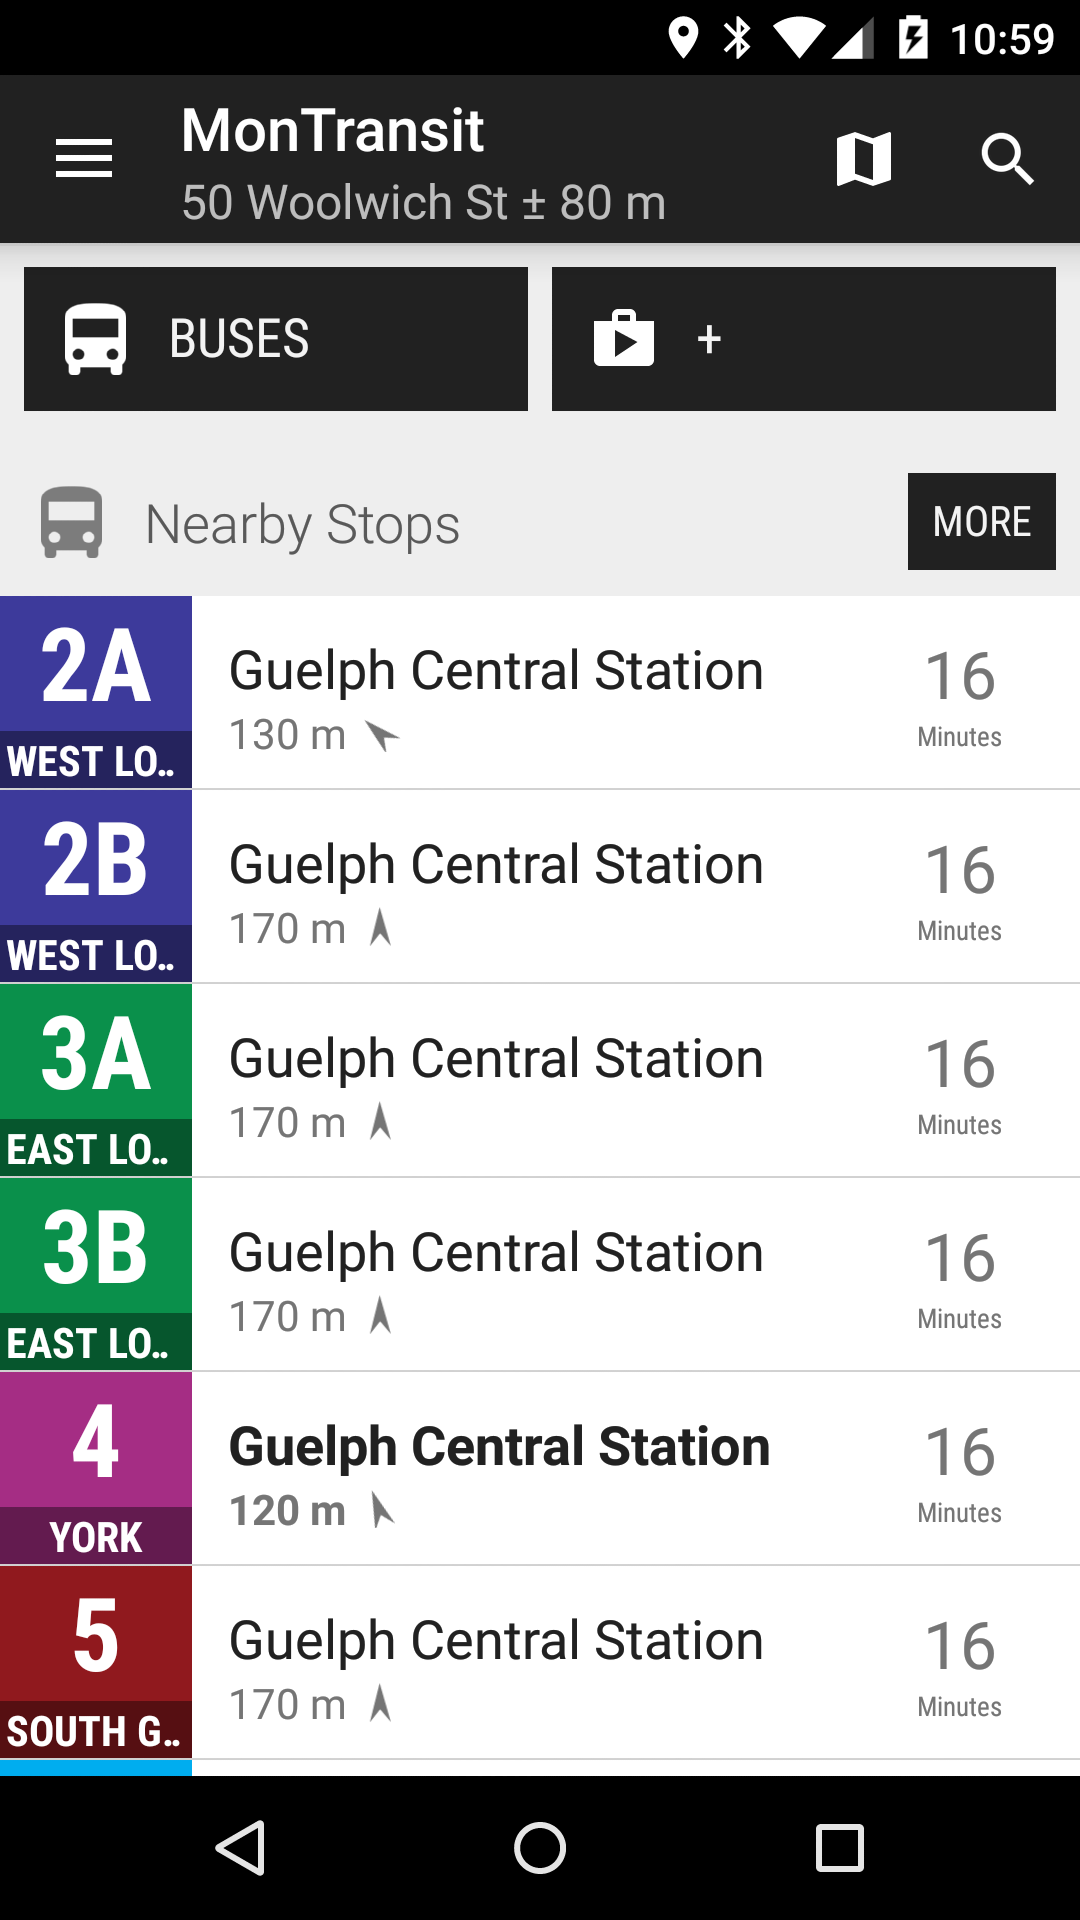 10:59
MonTransit
50 Woolwich St ± 80 m
BUSES
+
Nearby Stops
MORE
2A
WEST LO..
Guelph Central Station
130 m
16
Minutes
2B
WEST LO..
Guelph Central Station
170 m
16
Minutes
3A
EAST LO..
Guelph Central Station
170 m
16
Minutes
3B
EAST LO..
Guelph Central Station
170 m
16
Minutes
4
YORK
Guelph Central Station
120 m
16
Minutes
5
SOUTH G..
Guelph Central Station
170 m
16
Minutes